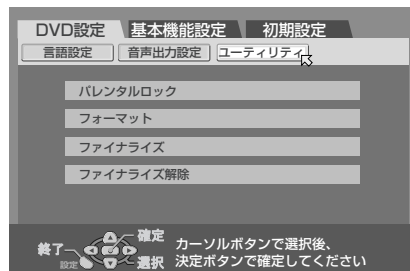 DVD設定 基本機能設定 初期設定
言語設定 音声出力設定 ユーティリティ
パレンタルロック
フォーマット
ファイナライズ
ファイナライズ解除
終了 確定
設定 選択
カーソルボタンで選択後、
決定ボタンで確定してください